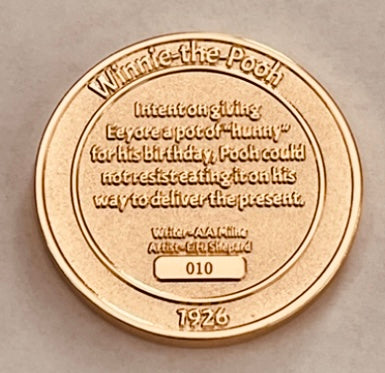 Winnie-the-Pooh
Intent on giving
Eeyore a pot of "hunny"
for his birthday, Pooh could
not resist eating it on his
way to deliver the present.
Writer-A.A. Milne
Artist-E.H. Shepard
010
1926